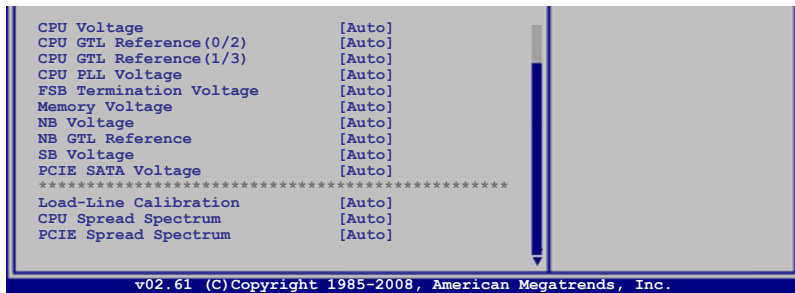 CPU Voltage [Auto]
CPU GTL Reference(0/2) [Auto]
CPU GTL Reference(1/3) [Auto]
CPU PLL Voltage [Auto]
FSB Termination Voltage [Auto]
Memory Voltage [Auto]
NB Voltage [Auto]
NB GTL Reference [Auto]
SB Voltage [Auto]
PCIE SATA Voltage [Auto]
*************************************************
Load-Line Calibration [Auto]
CPU Spread Spectrum [Auto]
PCIE Spread Spectrum [Auto]
v02.61 (C)Copyright 1985-2008, American Megatrends, Inc.